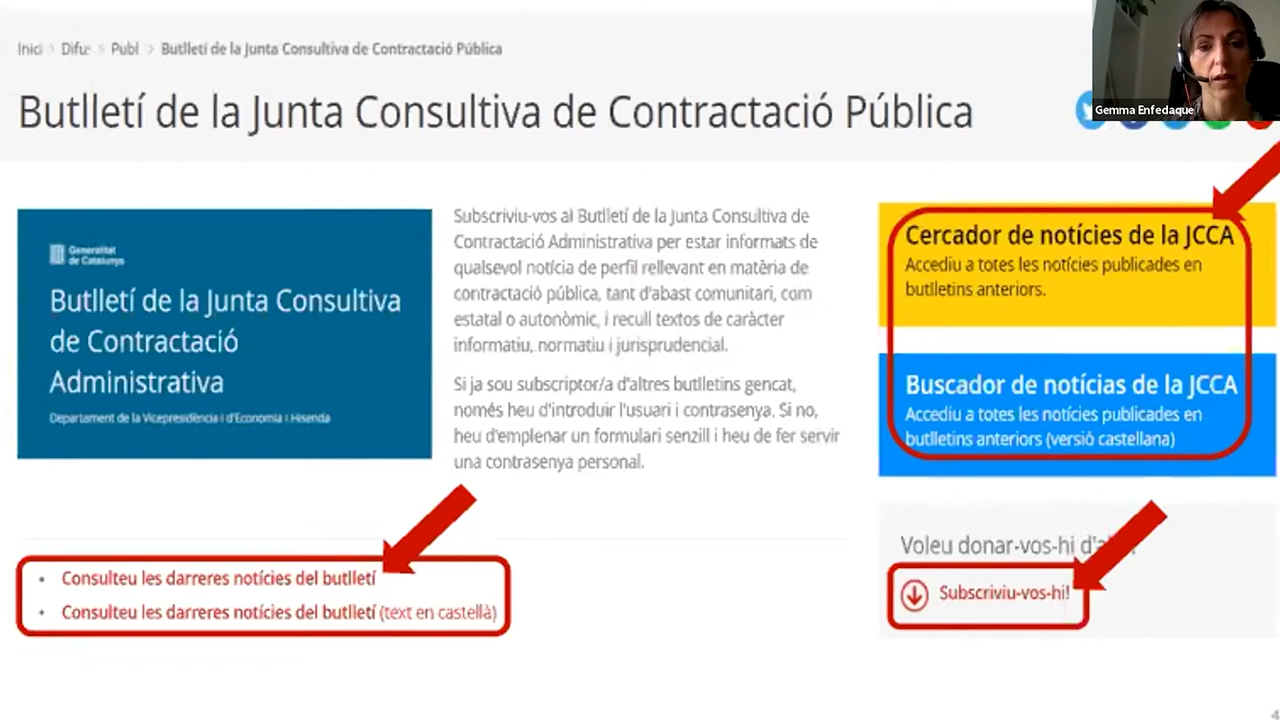 Inici > Difu > Publ > Butlletí de la Junta Consultiva de Contractació Pública
Gemma Enfedaque
Butlletí de la Junta Consultiva de Contractació Pública
Generalitat
de Catalunya
Butlletí de la Junta Consultiva
de Contractació
Administrativa
Departament de la Vicepresidència i d'Economia i Hisenda
Subscriviu-vos al Butlletí de la Junta Consultiva de
Contractació Administrativa per estar informats de
qualsevol notícia de perfil rellevant en matèria de
contractació pública, tant d'abast comunitari, com
estatal o autonòmic, i recull textos de caràcter
informatiu, normatiu i jurisprudencial.
Si ja sou subscriptor/a d'altres butlletins gencat,
només heu d'introduir l'usuari i contrasenya. Si no,
heu d'emplenar un formulari senzill i heu de fer servir
una contrasenya personal.
Cercador de notícies de la JCCA
Accediu a totes les notícies publicades en
butlletins anteriors.
Buscador de notícias de la JCCA
Accediu a totes les notícies publicades en
butlletins anteriors (versió castellana)
Consulteu les darreres notícies del butlletí
Consulteu les darreres notícies del butlletí (text en castellà)
Voleu donar-vos-hi
Subscriviu-vos-hi!
4